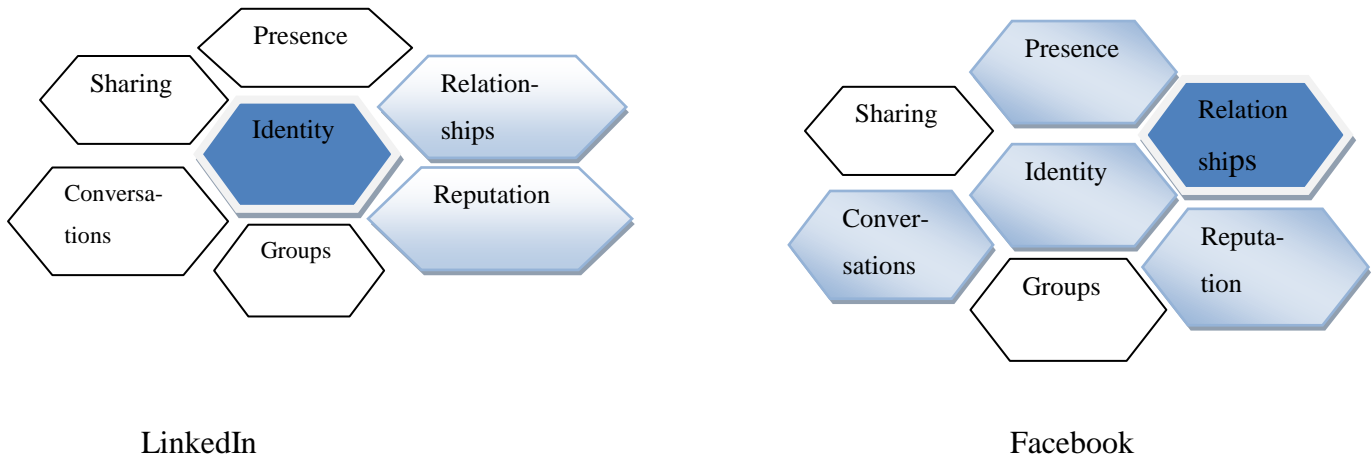 Presence
Sharing
Relation-
ships
Identity
Conversa-
tions
Reputation
Groups
LinkedIn
Presence
Sharing
Relation
ships
Identity
Conver-
sations
Reputa-
tion
Groups
Facebook